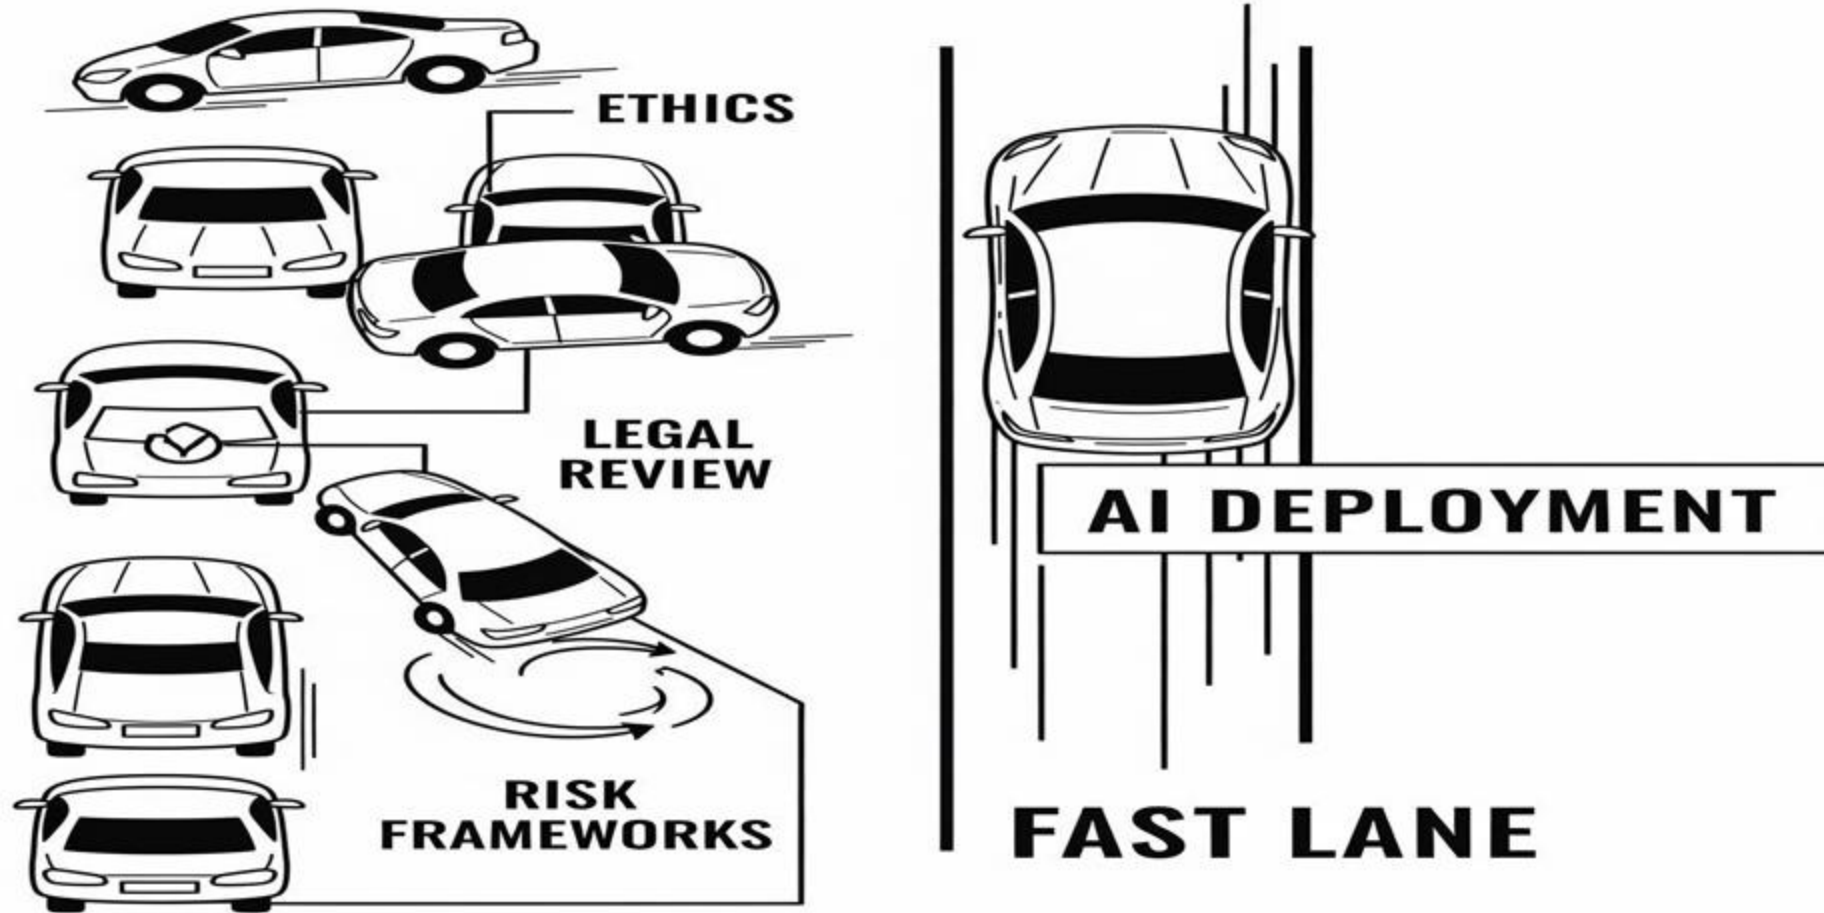 ETHICS
LEGAL
REVIEW
RISK
FRAMEWORKS
AI DEPLOYMENT
FAST LANE